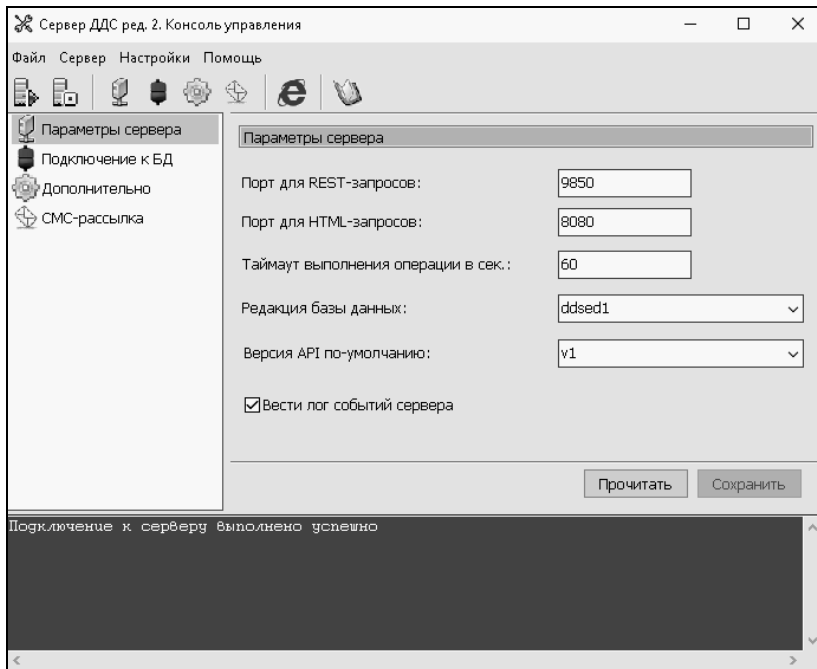 Сервер ДДС ред. 2. Консоль управления
Файл Сервер Настройки Помощь
Параметры сервера
Подключение к БД
Дополнительно
СМС-рассылка
Параметры сервера
Порт для REST-запросов: 9850
Порт для HTML-запросов: 8080
Таймаут выполнения операции в сек.: 60
Редакция базы данных: ddsed1
Версия API по-умолчанию: v1
Вести лог событий сервера
Прочитать Сохранить
Подключение к серверу выполнено успешно